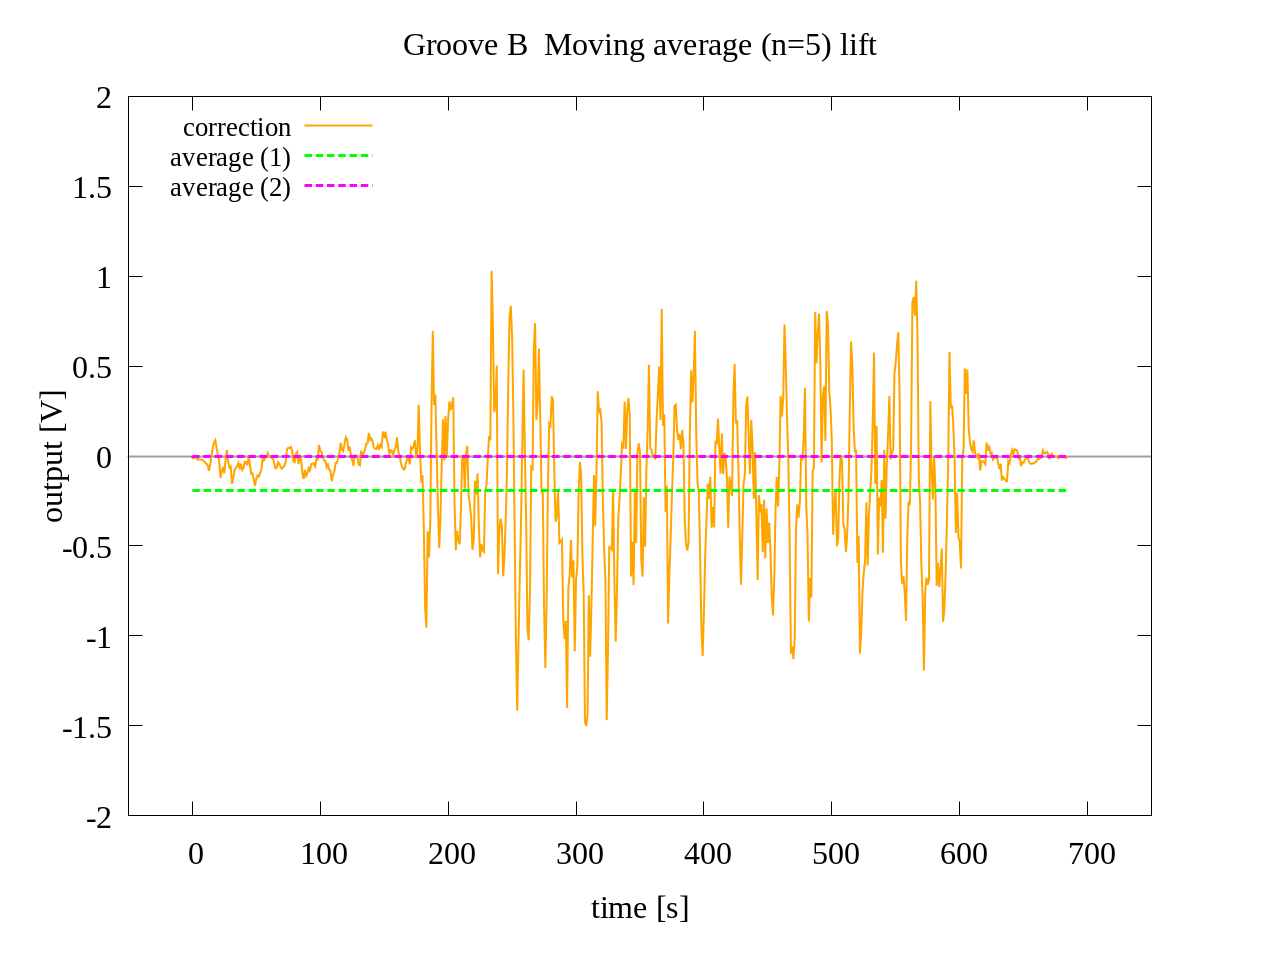 Groove B  Moving average (n=5) lift
correction
average (1)
average (2)
2
1.5
1
0.5
0
-0.5
-1
-1.5
-2
output [V]
0 100 200 300 400 500 600 700
time [s]